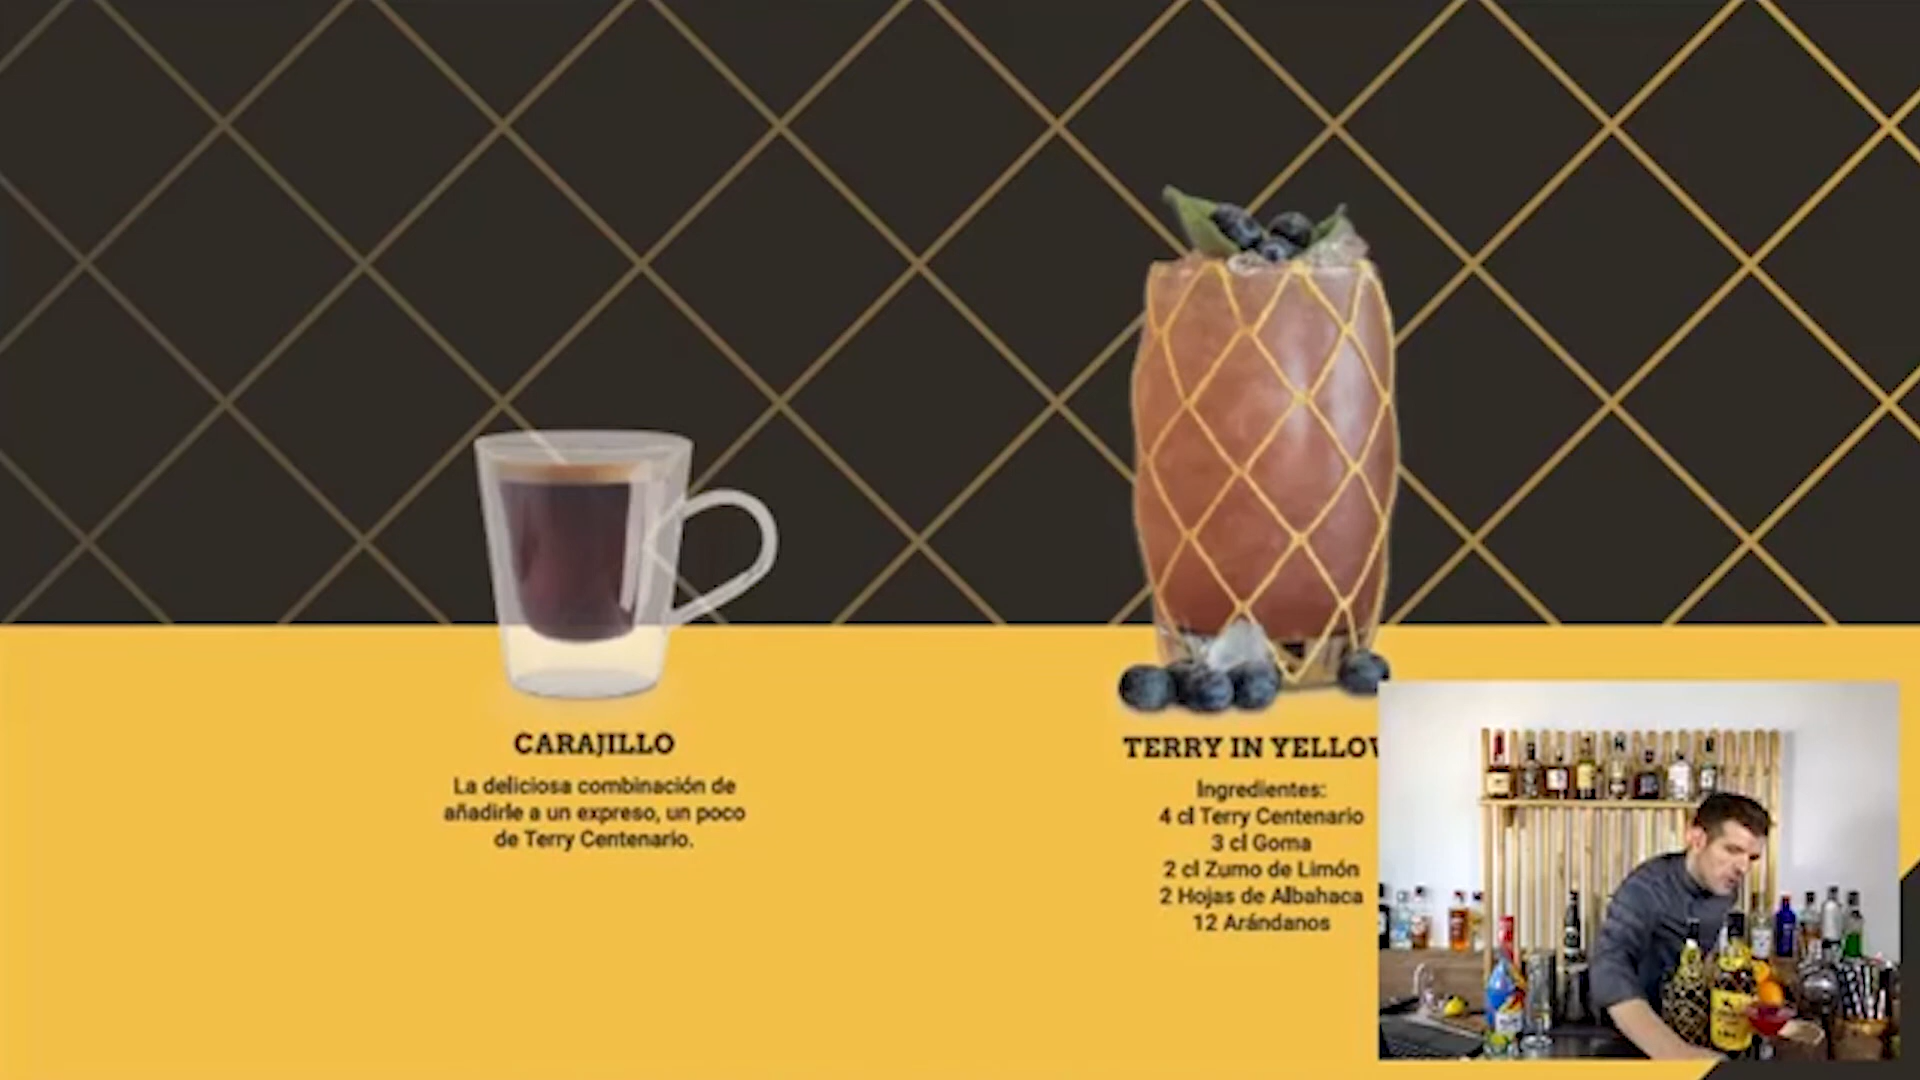 CARAJILLO
La deliciosa combinación de
añadirle a un expreso, un poco
de Terry Centenario.
TERRY IN YELLOW
Ingredientes:
4 cl Terry Centenario
3 cl Goma
2 cl Zumo de Limón
2 Hojas de Albahaca
12 Arándanos